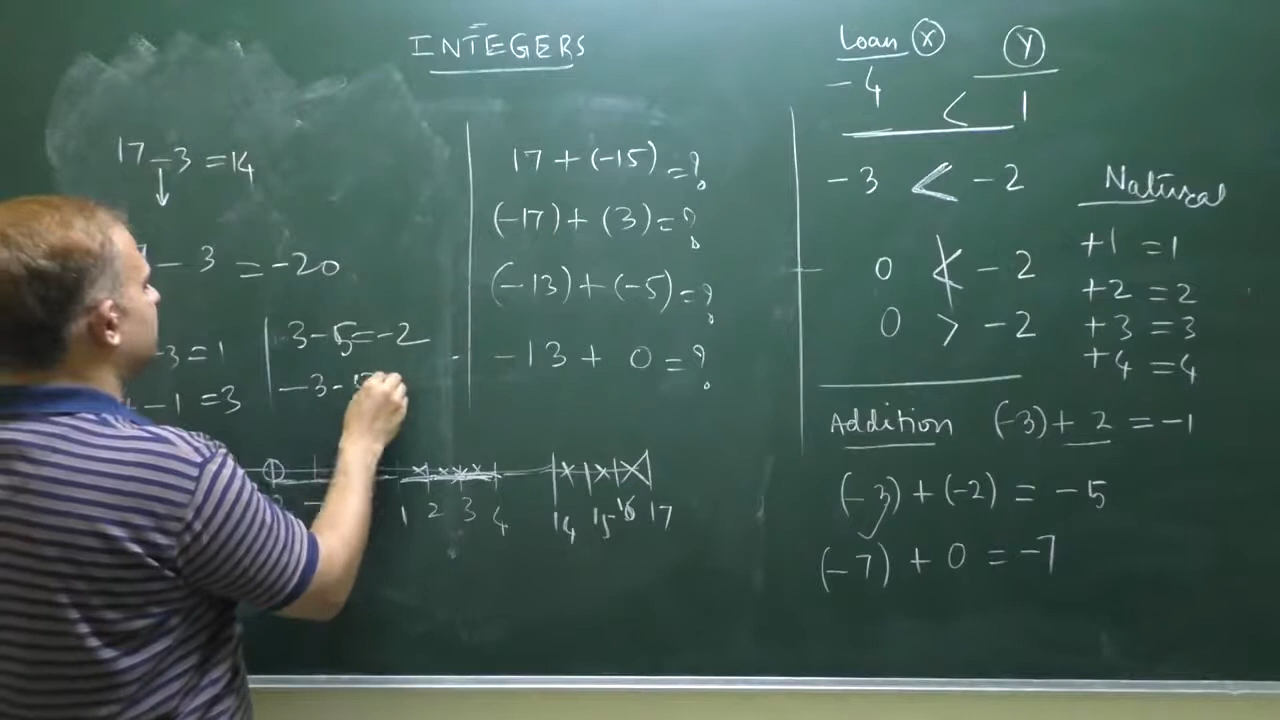 INTEGERS
17 - 3 = 14
- 3 = -20
-3 = 1
- 1 = 3
3 - 5 = -2
-3 -
1 2 3 4 14 15 16 17
17 + (-15) = ?
(-17) + (3) = ?
(-13) + (-5) = ?
-13 + 0 = ?
Loan X Y
-4 < 1
-3 < -2
0 ≮ -2
0 > -2
Natural
+1 = 1
+2 = 2
+3 = 3
+4 = 4
Addition (-3) + 2 = -1
(-3) + (-2) = -5
(-7) + 0 = -7